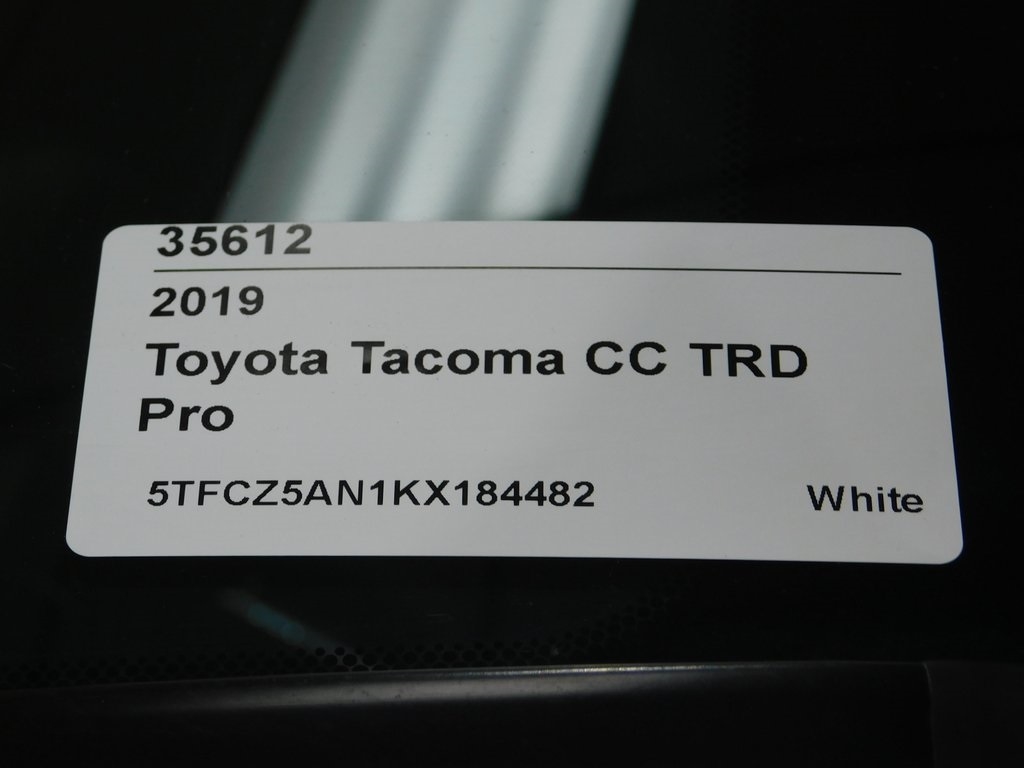 35612
2019
Toyota Tacoma CC TRD
Pro
5TFCZ5AN1KX184482 White